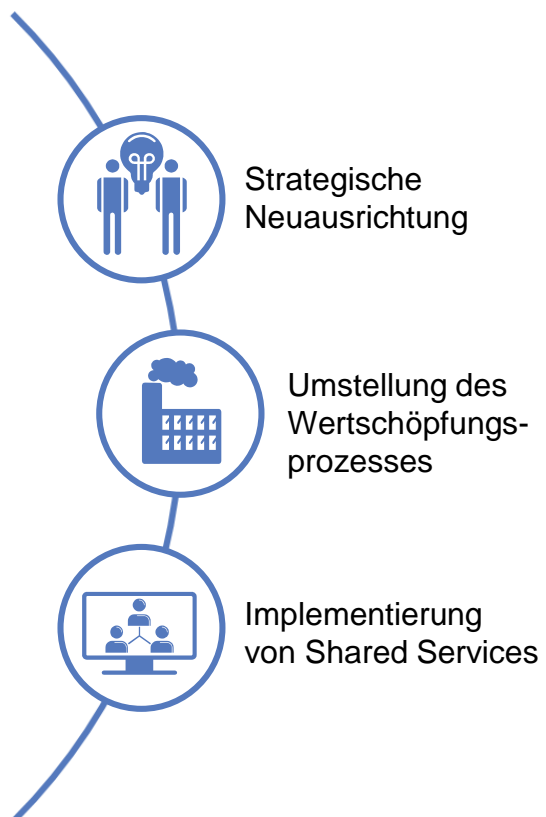 Strategische
Neuausrichtung
Umstellung des
Wertschöpfungs-
prozesses
Implementierung
von Shared Services